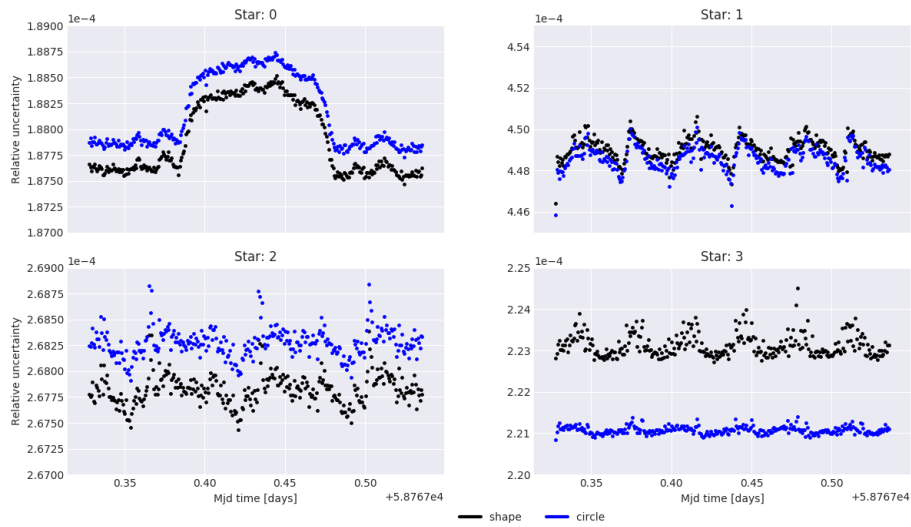 Star: 0
Star: 1
1e−4
1e−4
1.8900
1.8875
1.8850
1.8825
1.8800
1.8775
1.8750
1.8725
1.8700
Relative uncertainty
4.54
4.52
4.50
4.48
4.46
Star: 2
Star: 3
1e−4
1e−4
2.6900
2.6875
2.6850
2.6825
2.6800
2.6775
2.6750
2.6725
2.6700
Relative uncertainty
2.25
2.24
2.23
2.22
2.21
2.20
0.35 0.40 0.45 0.50
0.35 0.40 0.45 0.50
Mjd time [days] +5.8767e4
Mjd time [days] +5.8767e4
shape circle